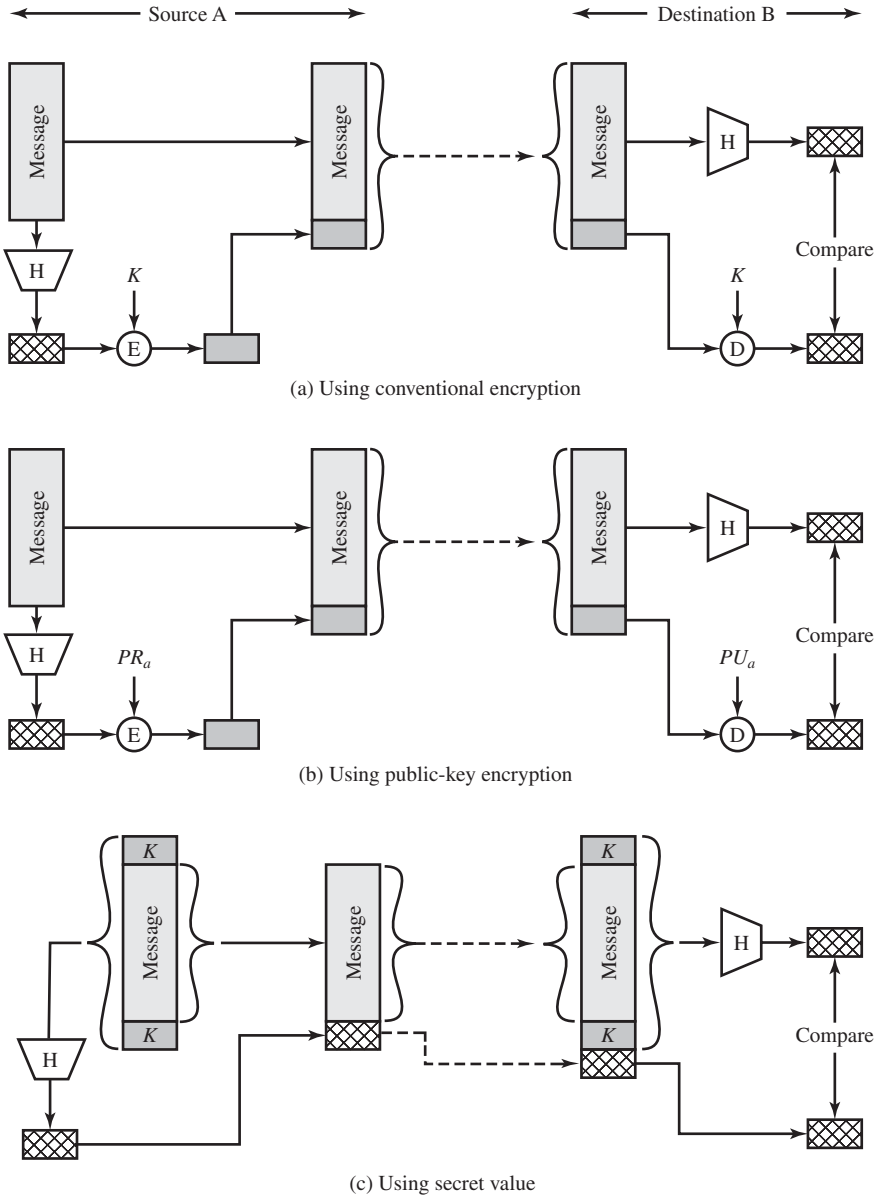 Source A
Destination B
Message
Message
Message
H
H
K
K
E
D
Compare
(a) Using conventional encryption
Message
Message
Message
H
H
PRa
PUa
E
D
Compare
(b) Using public-key encryption
K
K
Message
Message
Message
H
K
K
H
Compare
(c) Using secret value